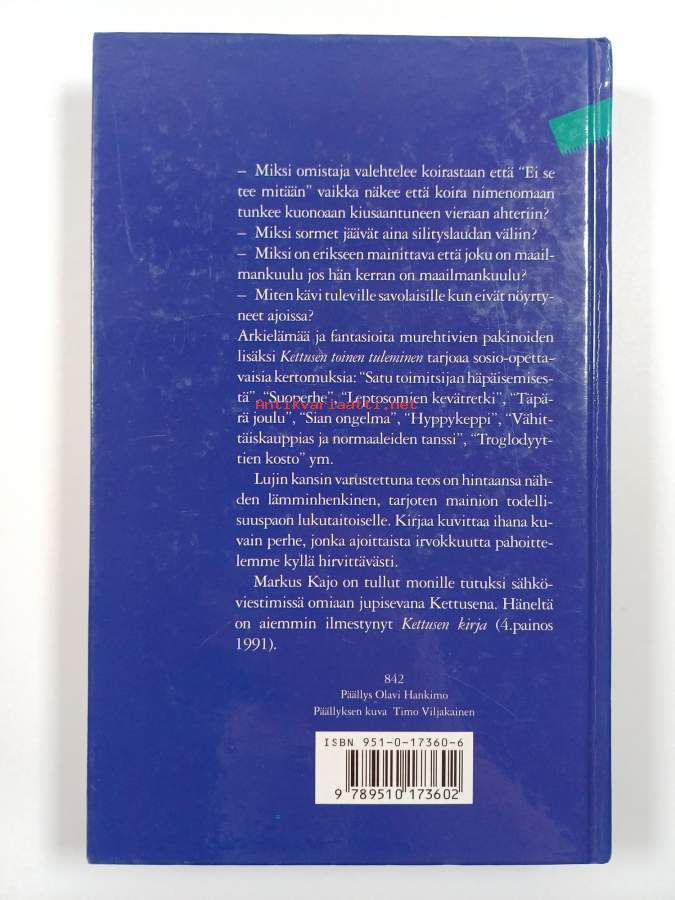 – Miksi omistaja valehtelee koirastaan että “Ei se
tee mitään” vaikka näkee että koira nimenomaan
tunkee kuonoaan kiusaantuneen vieraan ahteriin?
– Miksi sormet jäävät aina silityslaudan väliin?
– Miksi on erikseen mainittava että joku on maail-
mankuulu jos hän kerran on maailmankuulu?
– Miten kävi tuleville savolaisille kun eivät nöyrty-
neet ajoissa?
Arkielämää ja fantasioita murehtivien pakinoiden
lisäksi Kettusen toinen tuleminen tarjoaa sosio-opetta-
vaisia kertomuksia: “Satu toimitsijan häpäisemises-
tä”, “Suoperhe”, “Leptosomien kevätretki”, “Täpä-
Antikvariaatti.net
rä joulu”, “Sian ongelma”, “Hyppykeppi”, “Vähit-
täiskauppias ja normaaleiden tanssi”, “Troglodyyt-
tien kosto” ym.
Lujin kansin varustettuna teos on hintaansa näh-
den lämminhenkinen, tarjoten mainion todelli-
suuspaon lukutaitoiselle. Kirjaa kuvittaa ihana ku-
vain perhe, jonka ajoittaista irvokkuutta pahoitte-
lemme kyllä hirvittävästi.
Markus Kajo on tullut monille tutuksi sähkö-
viestimissä omiaan jupisevana Kettusena. Häneltä
on aiemmin ilmestynyt Kettusen kirja (4.painos
1991).
842
Päällys Olavi Hankimo
Päällyksen kuva Timo Viljakainen
ISBN 951-0-17360-6
9 789510 173602